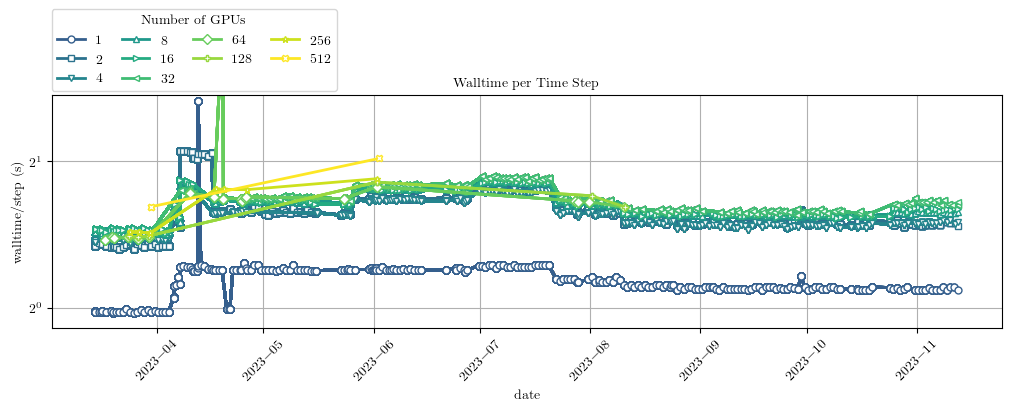 Number of GPUs
1 8 64 256
2 16 128 512
4 32
Walltime per Time Step
walltime/step (s)
2^1
2^0
2023−04 2023−05 2023−06 2023−07 2023−08 2023−09 2023−10 2023−11
date